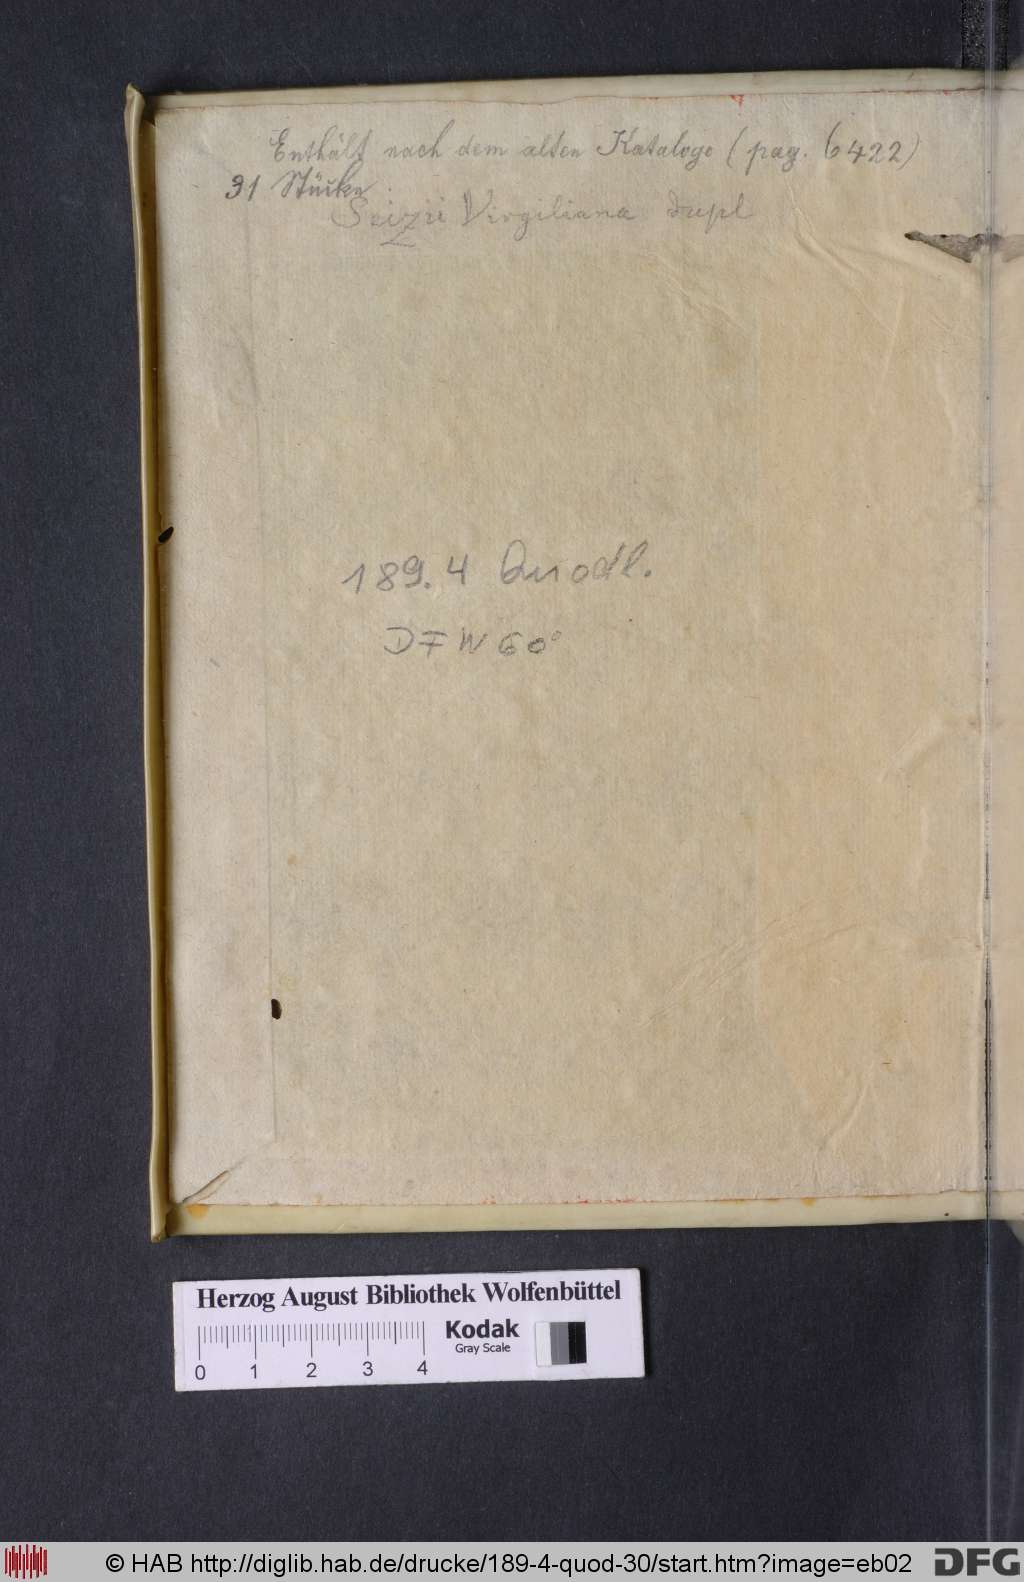 Enthält nach dem alten Kataloge (pag. 6422)
31 Stücke
Virgiliana dupl
189.4 Quodl.
DFW 60°
Herzog August Bibliothek Wolfenbüttel
Kodak
Gray Scale
0 1 2 3 4
© HAB http://diglib.hab.de/drucke/189-4-quod-30/start.htm?image=eb02
DFG